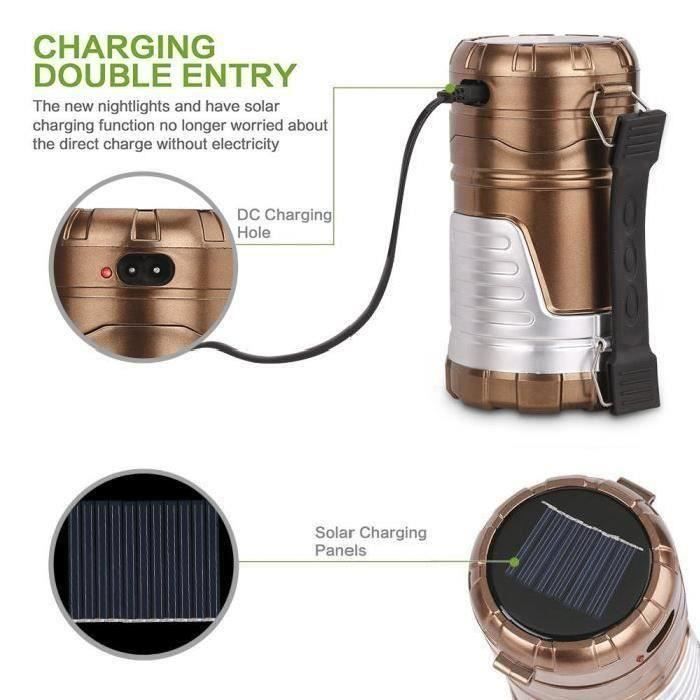 CHARGING
DOUBLE ENTRY
The new nightlights and have solar
charging function no longer worried about
the direct charge without electricity
DC Charging
Hole
Solar Charging
Panels